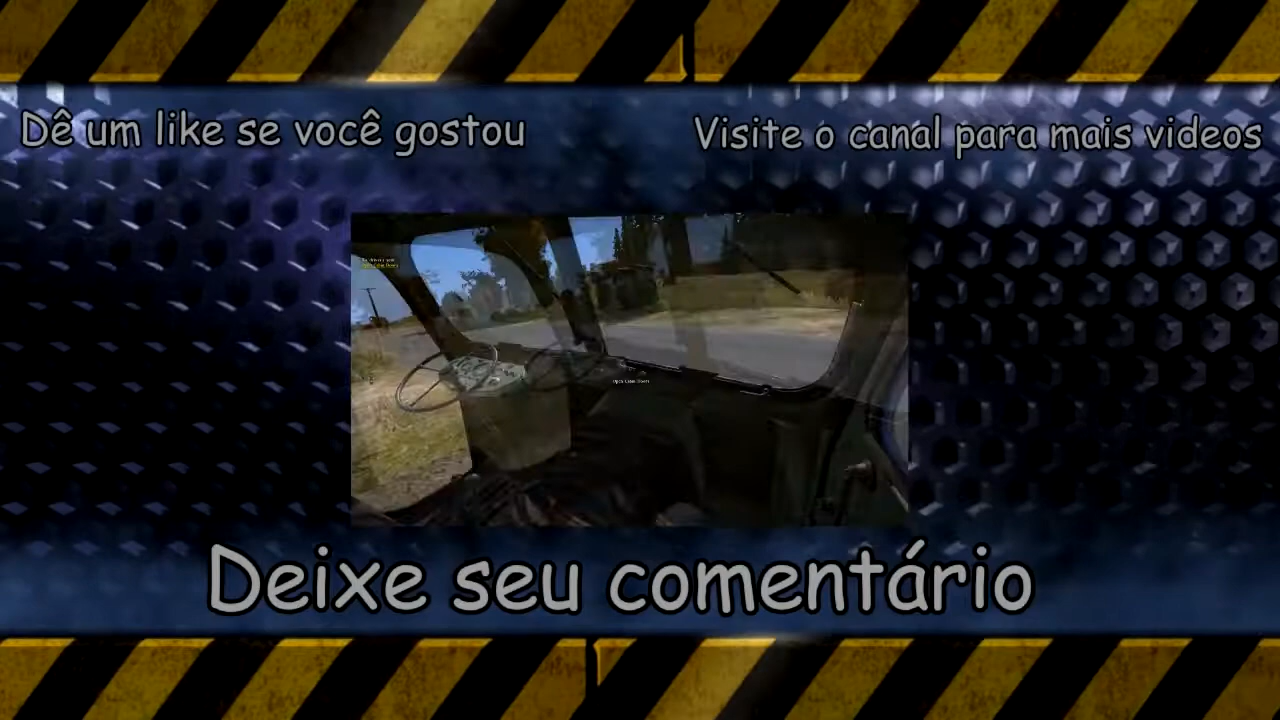 Dê um like se você gostou
Visite o canal para mais videos
Deixe seu comentário